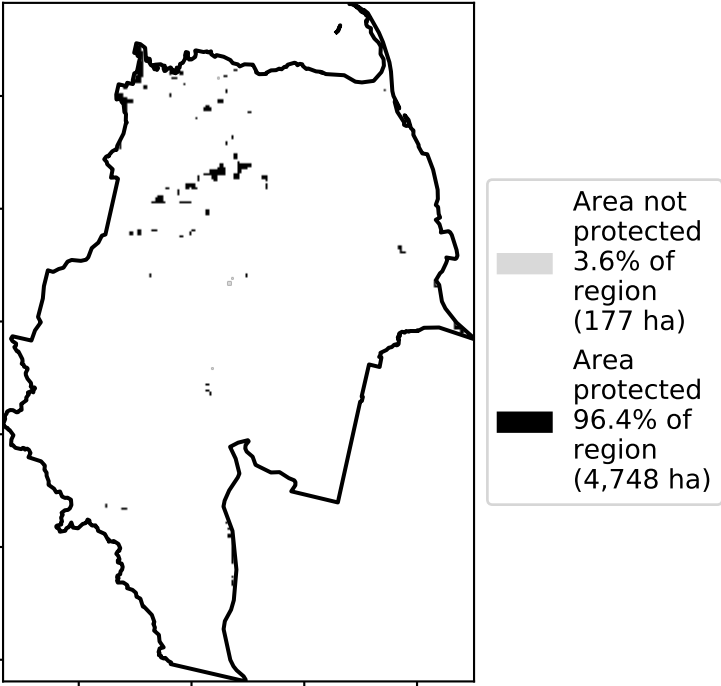 Area not
protected
3.6% of
region
(177 ha)
Area
protected
96.4% of
region
(4,748 ha)